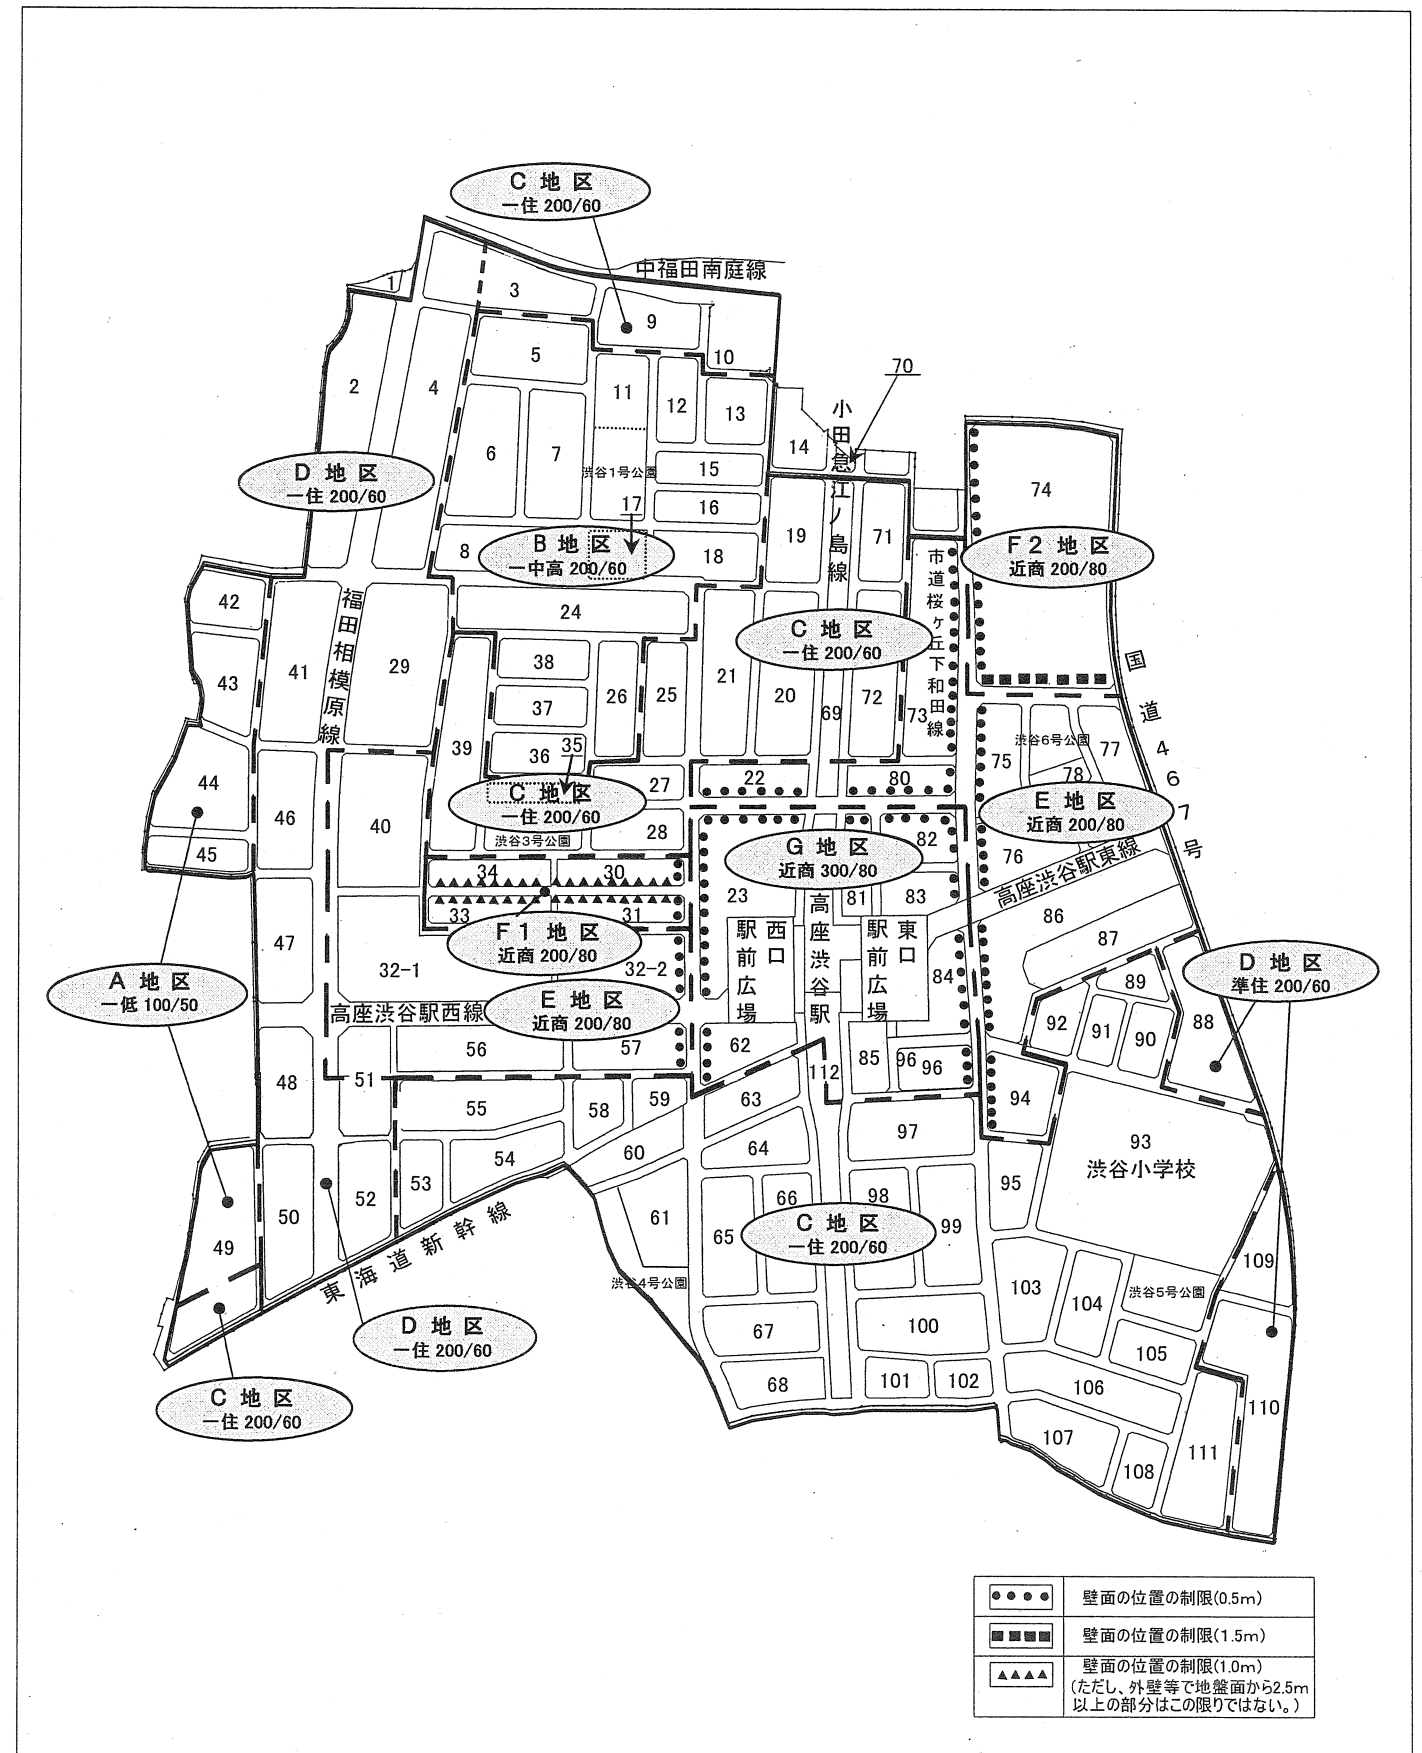 C 地 区
一住 200/60
中福田南庭線
1
3
9
10
5
2
4
11
12
13
70
小田急江ノ島線
14
6
7
渋谷1号公園
15
16
17
74
D 地 区
一住 200/60
19
71
8
B 地 区
一中高 200/60
18
F2 地 区
近商 200/80
市道桜ヶ丘下和田線
42
24
福田相模原線
C 地 区
一住 200/60
41
29
38
26
25
21
20
72
43
37
69
73
国道467号
39
36
35
75
渋谷6号公園
77
44
27
22
80
78
C 地 区
一住 200/60
E 地 区
近商 200/80
46
40
渋谷3号公園
28
82
45
G 地 区
近商 300/80
76
高座渋谷駅東線
34
30
23
81
83
33
31
86
87
高座渋谷駅
西口
駅前広場
東口
駅前広場
F1 地 区
近商 200/80
47
32-1
32-2
84
D 地 区
準住 200/60
A 地 区
一低 100/50
89
E 地 区
近商 200/80
高座渋谷駅西線
92
91
90
88
56
57
62
85
96
96
48
51
112
94
55
58
59
63
97
93
渋谷小学校
64
60
54
53
95
52
50
66
98
61
65
C 地 区
一住 200/60
99
49
東海道新幹線
渋谷4号公園
109
103
104
渋谷5号公園
D 地 区
一住 200/60
67
100
105
68
101
102
106
C 地 区
一住 200/60
110
107
108
111
壁面の位置の制限(0.5m)
壁面の位置の制限(1.5m)
壁面の位置の制限(1.0m)
(ただし、外壁等で地盤面から2.5m
以上の部分はこの限りではない。)